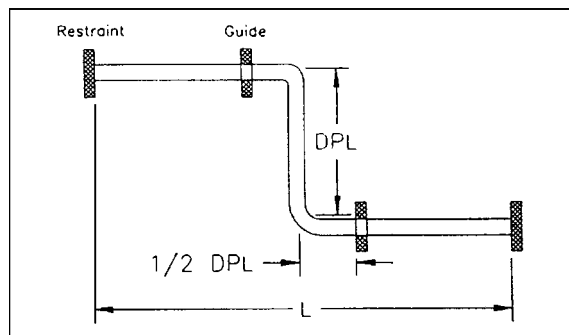 Restraint
Guide
DPL
1/2 DPL
L